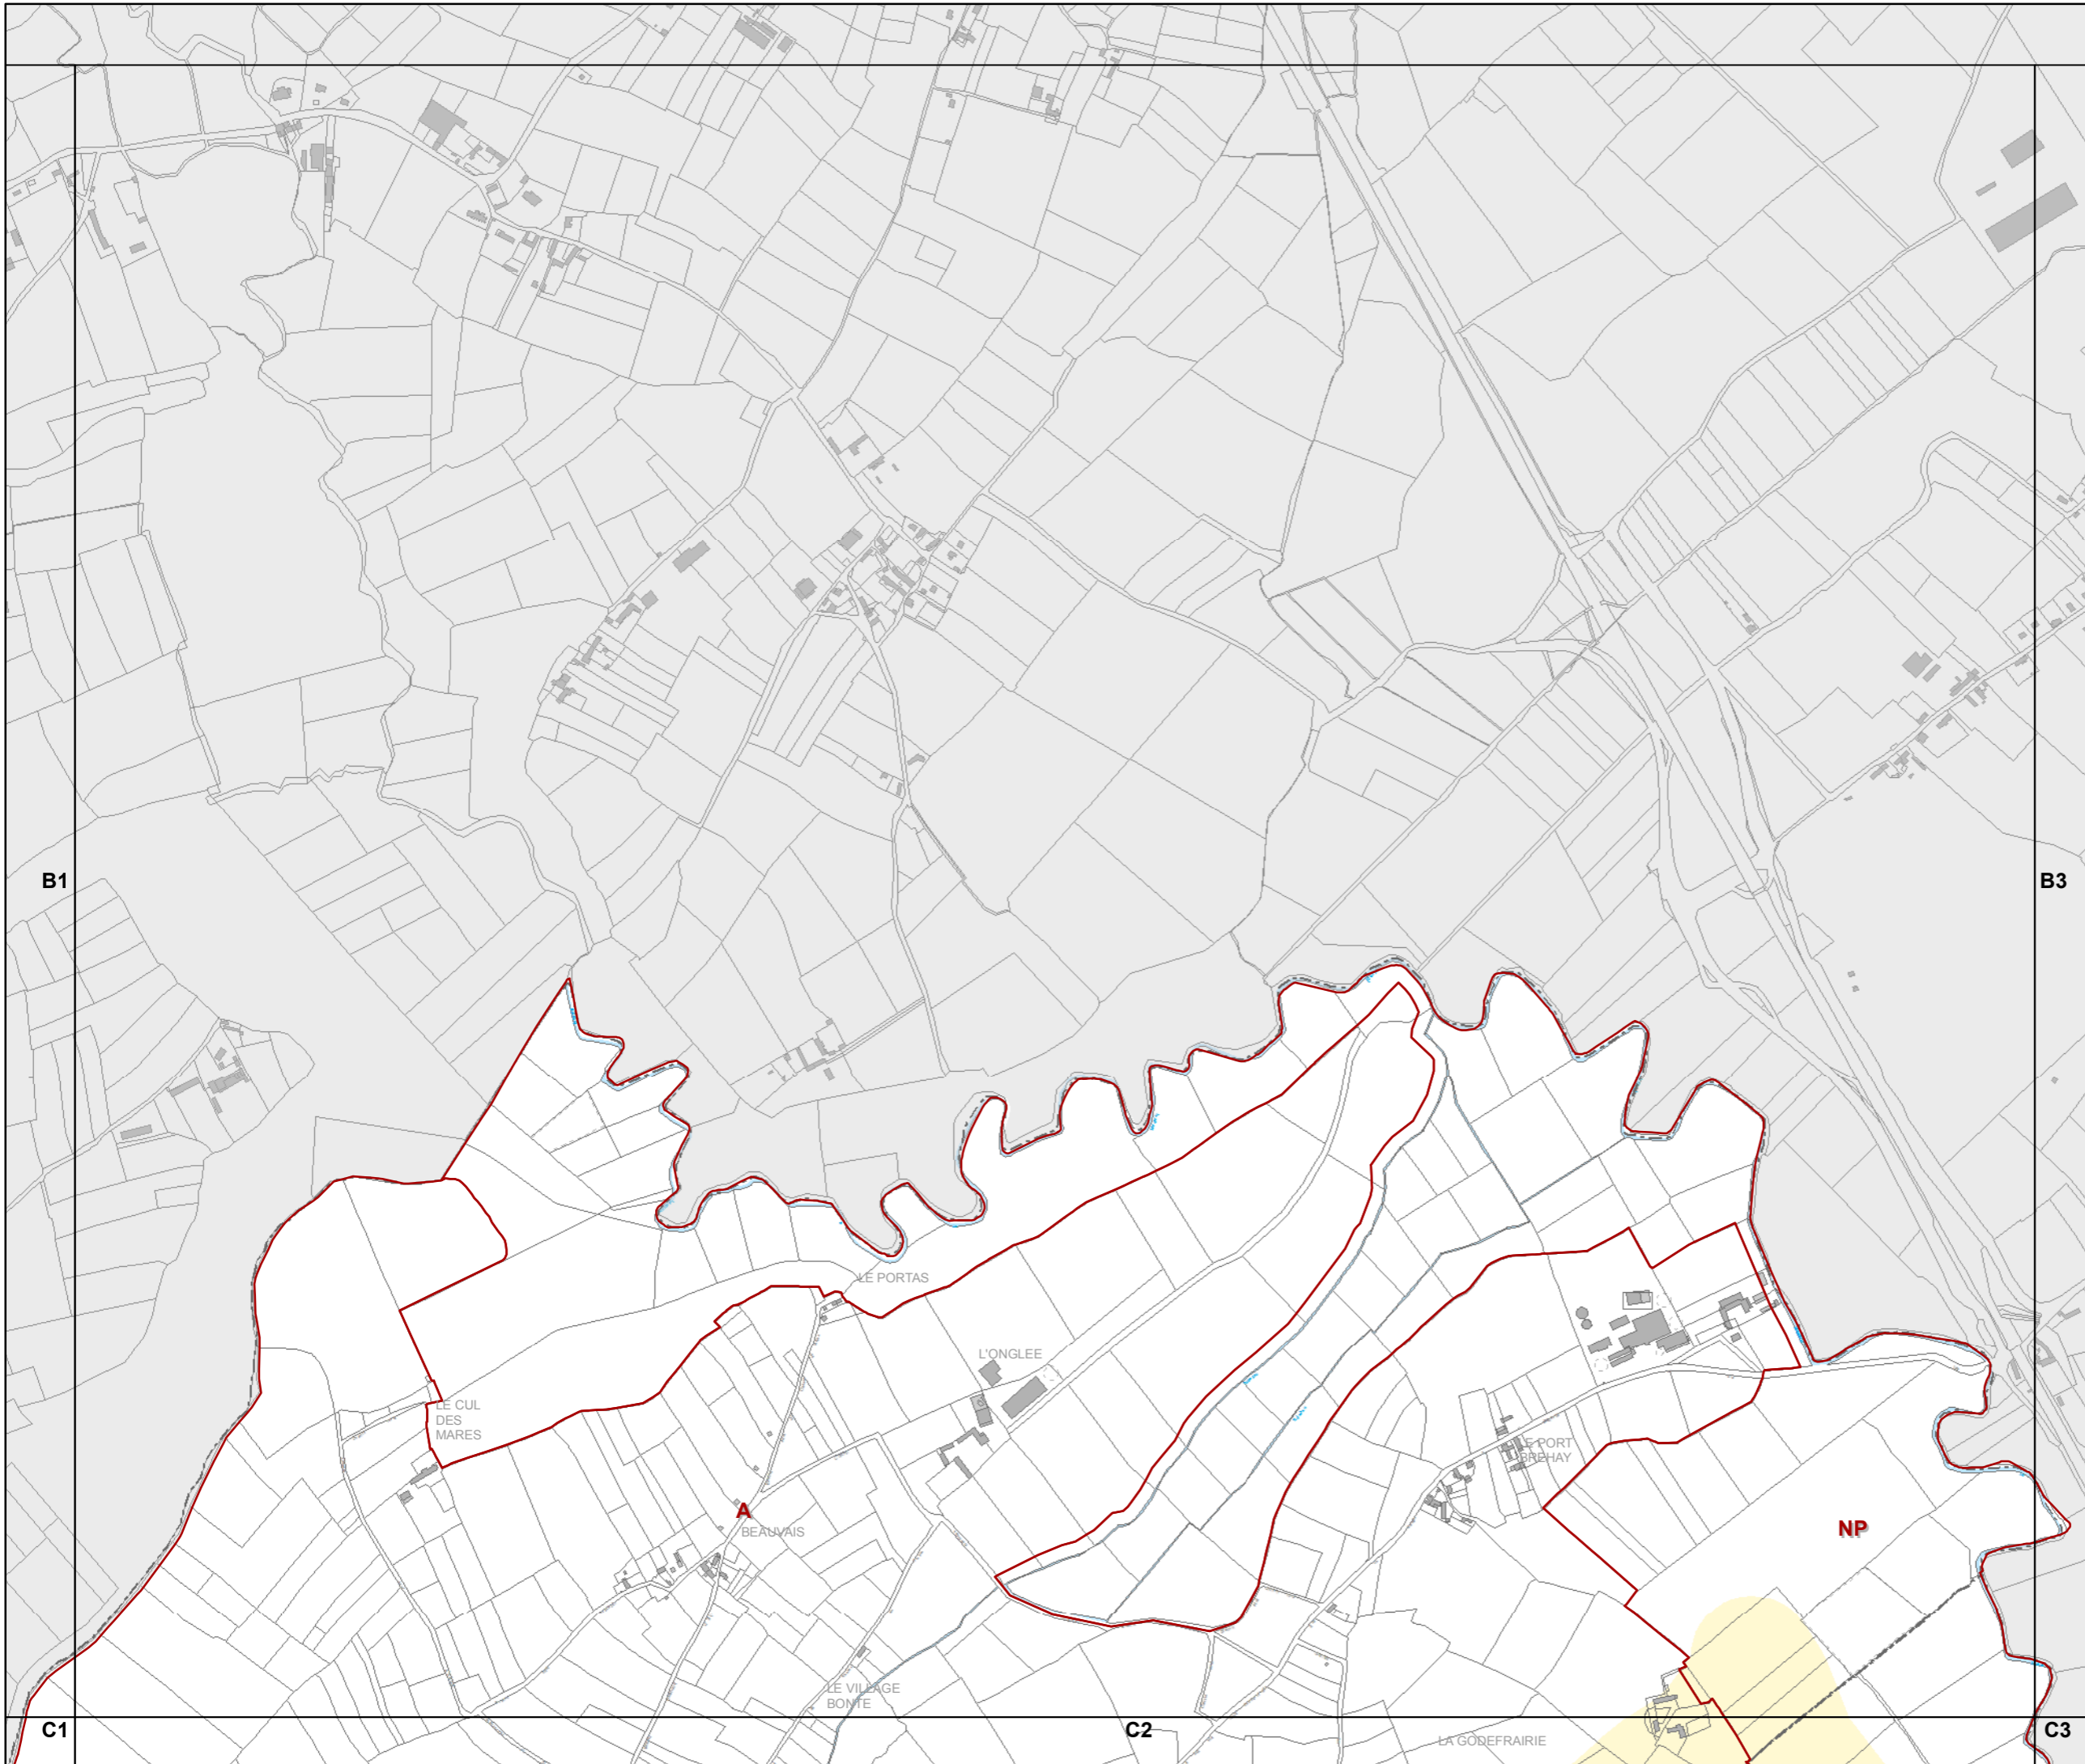 B1
B3
LE PORTAS
L'ONGLEE
LE CUL
DES
MARES
LE PORT
BREHAY
A
BEAUVAIS
NP
LE VILLAGE
BONTE
C1
C2
C3
LA GODEFRAIRIE